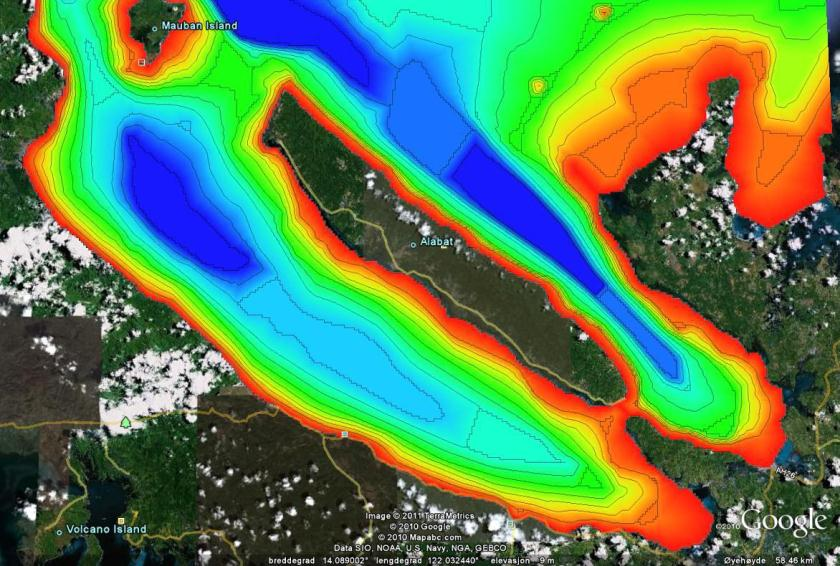 Mauban Island
Alabat
Volcano Island
Image © 2011 TerraMetrics
© 2010 Google
© 2010 Mapabc.com
Data SIO, NOAA, U.S. Navy, NGA, GEBCO
©2010 Google
breddegrad 14.089002° lengdegrad 122.032440° elevasjon 9 m
Øyehøyde 58.46 km